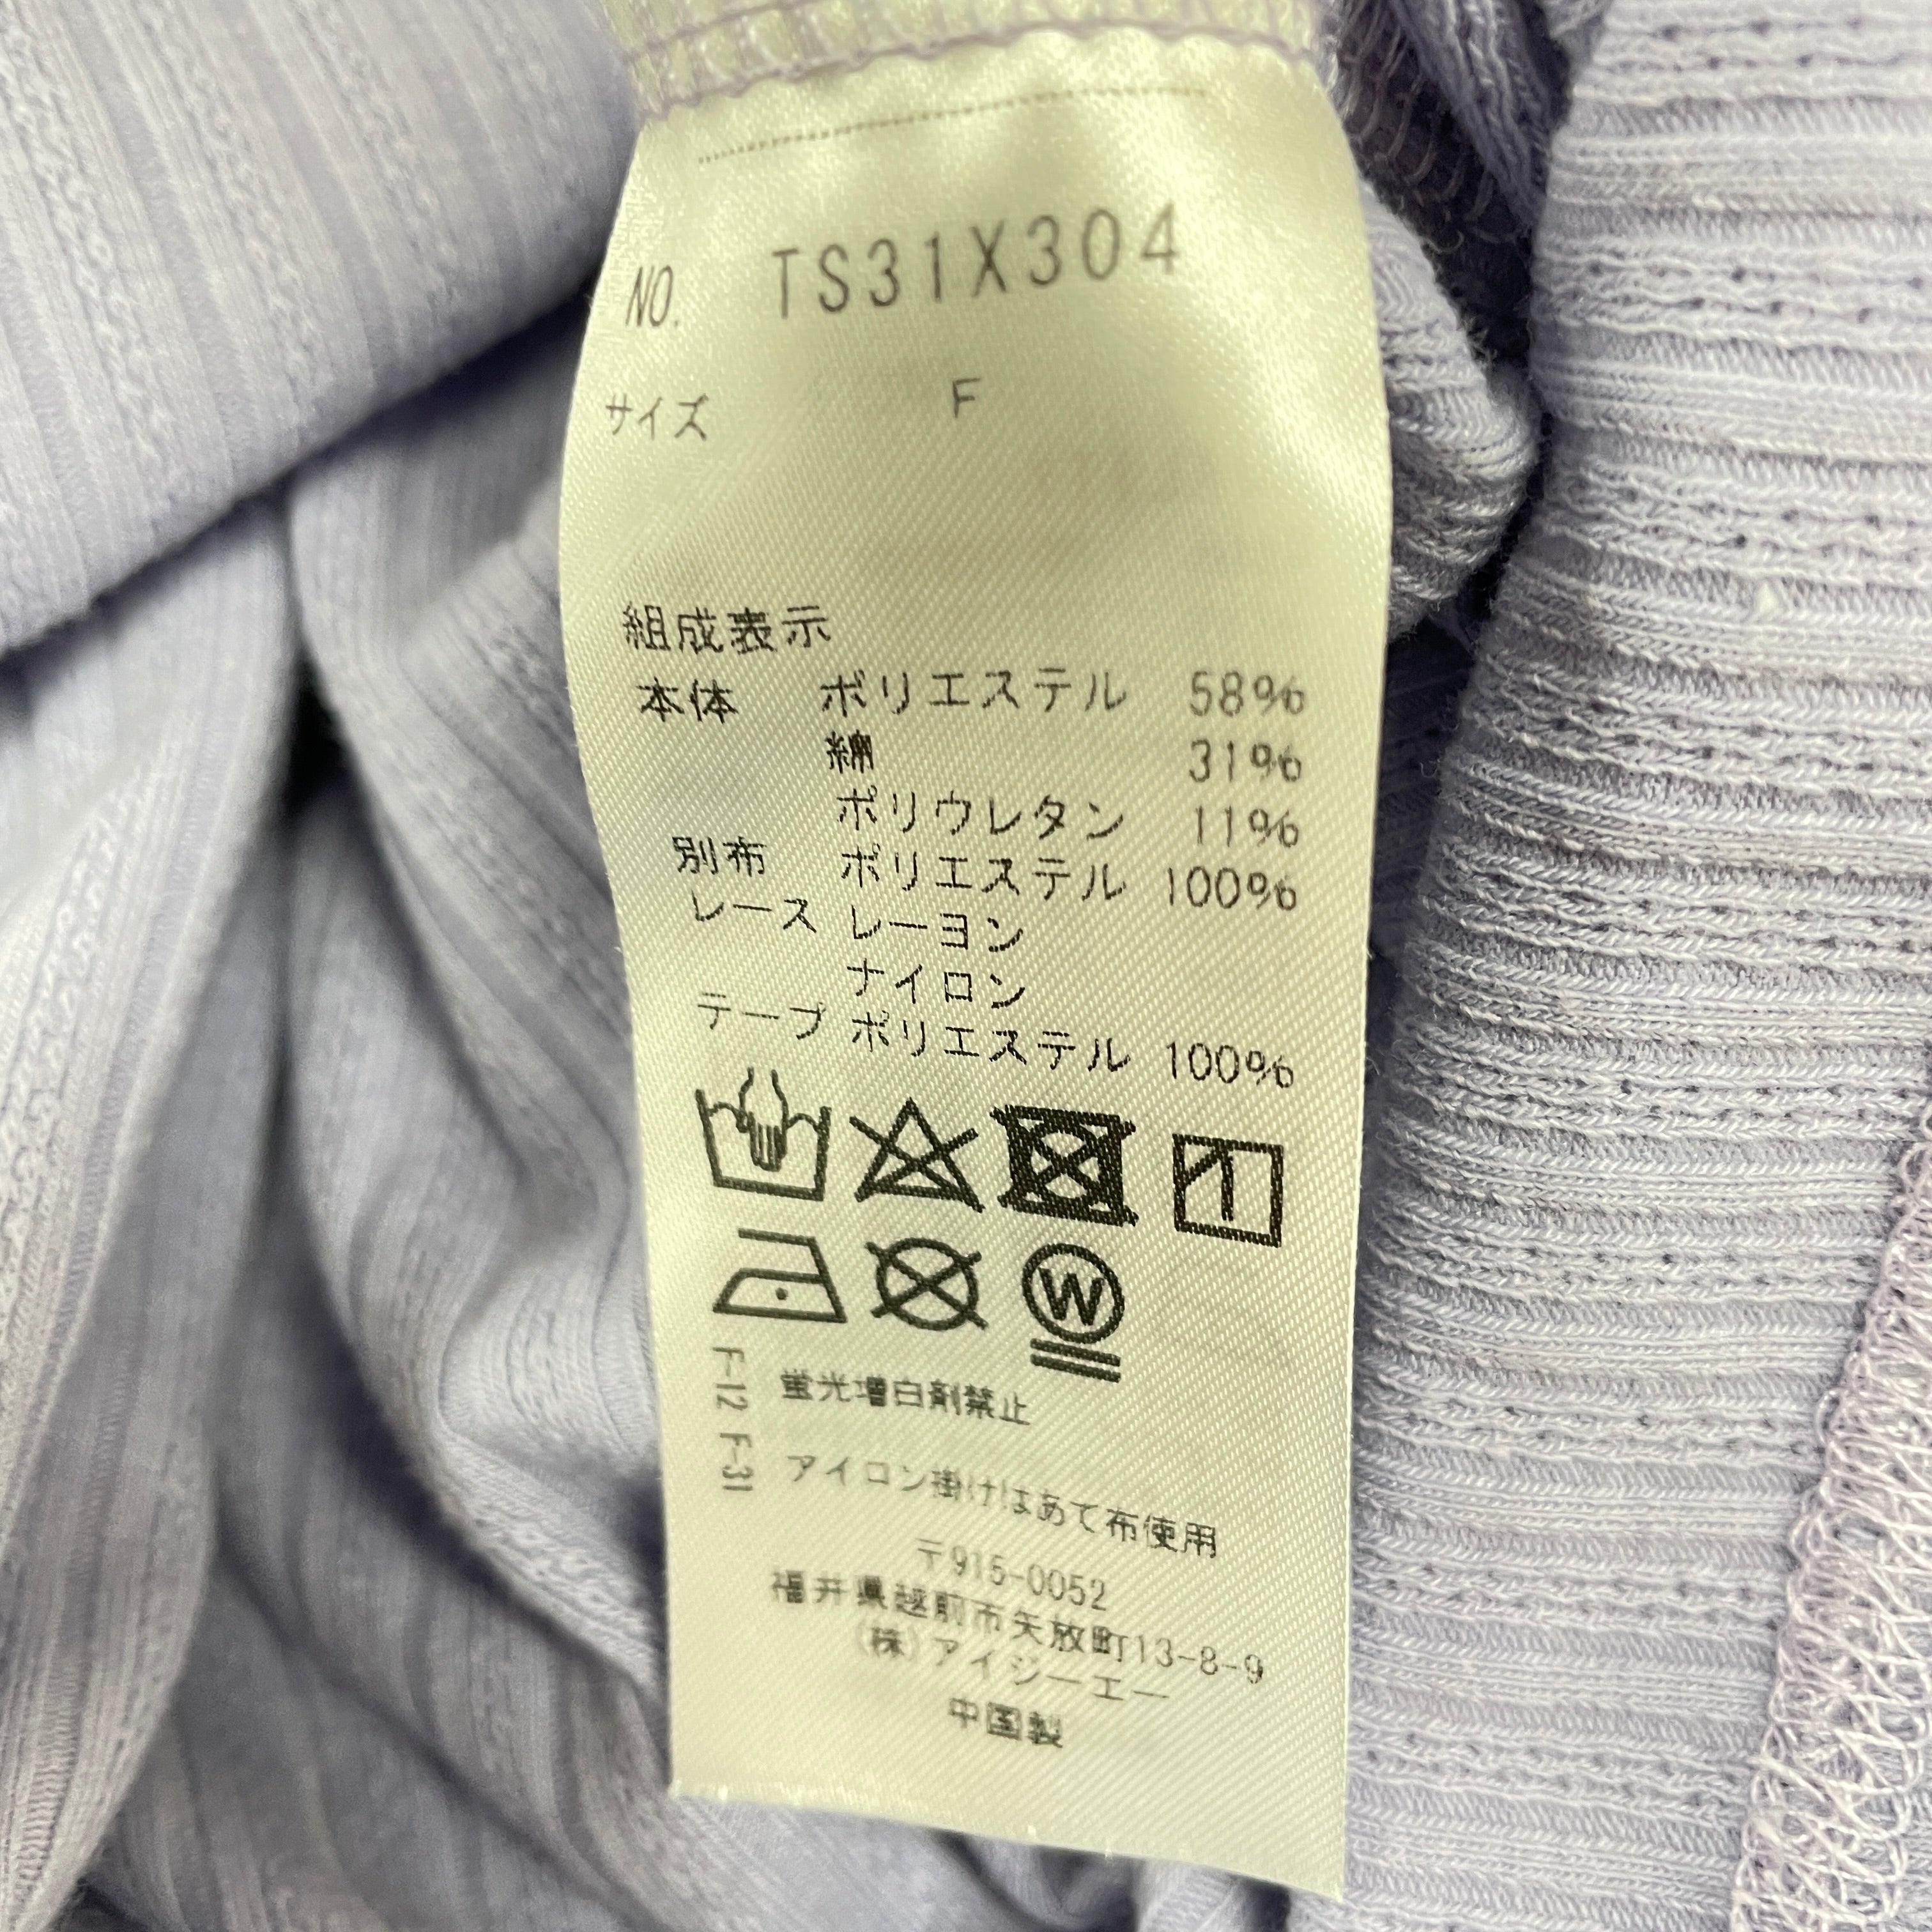 NO. TS31X304
サイズ F
組成表示
本体 ポリエステル 58%
綿 31%
ポリウレタン 11%
別布 ポリエステル 100%
レース レーヨン
ナイロン
テープ ポリエステル 100%
W
F-12 F-31
蛍光増白剤禁止
アイロン掛けはあて布使用
〒915-0052
福井県越前市矢放町13-8-9
(株)アイジーエー
中国製